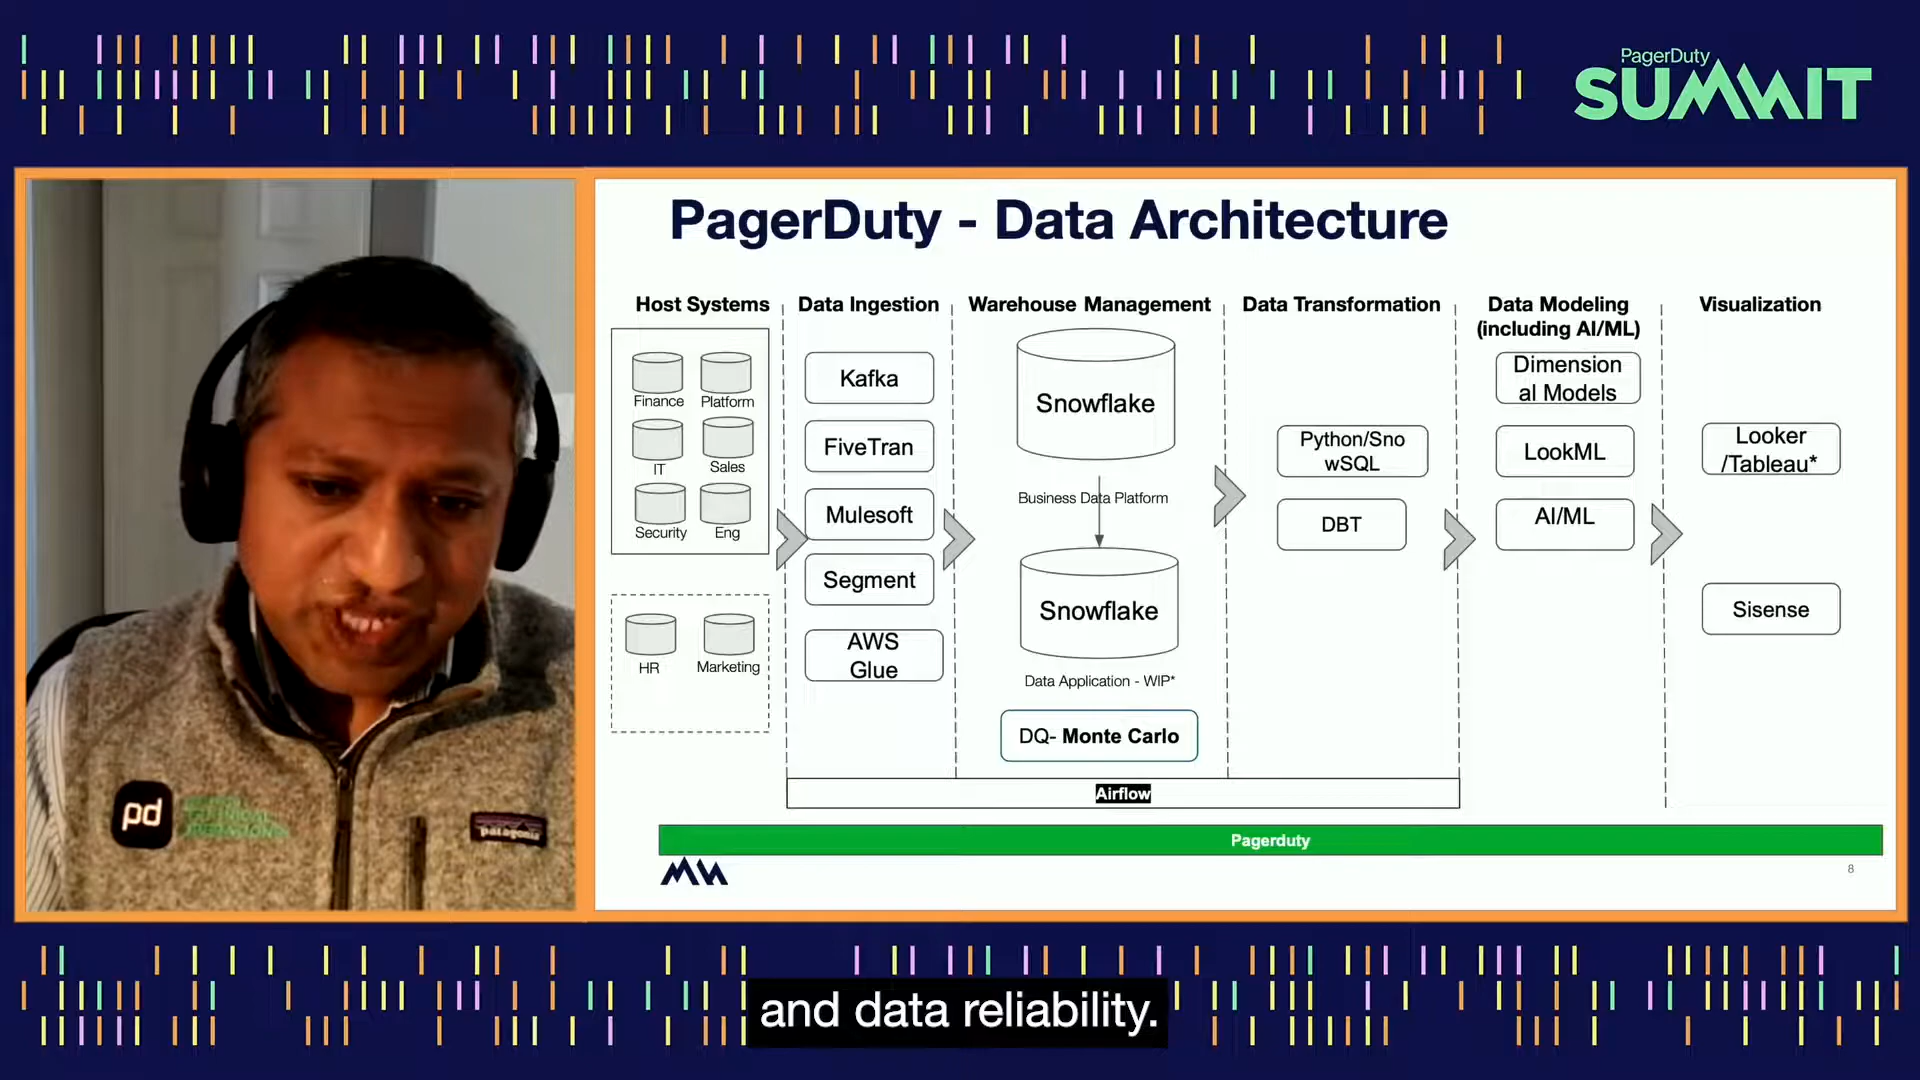 PagerDuty
SUMMIT
PagerDuty - Data Architecture
Host Systems
Finance
Platform
IT
Sales
Security
Eng
HR
Marketing
Data Ingestion
Kafka
FiveTran
Mulesoft
Segment
AWS
Glue
Warehouse Management
Snowflake
Business Data Platform
Snowflake
Data Application - WIP*
DQ- Monte Carlo
Data Transformation
Python/Sno
wSQL
DBT
Data Modeling
(including AI/ML)
Dimension
al Models
LookML
AI/ML
Visualization
Looker
/Tableau*
Sisense
Airflow
Pagerduty
8
pd
patagonia
and data reliability.